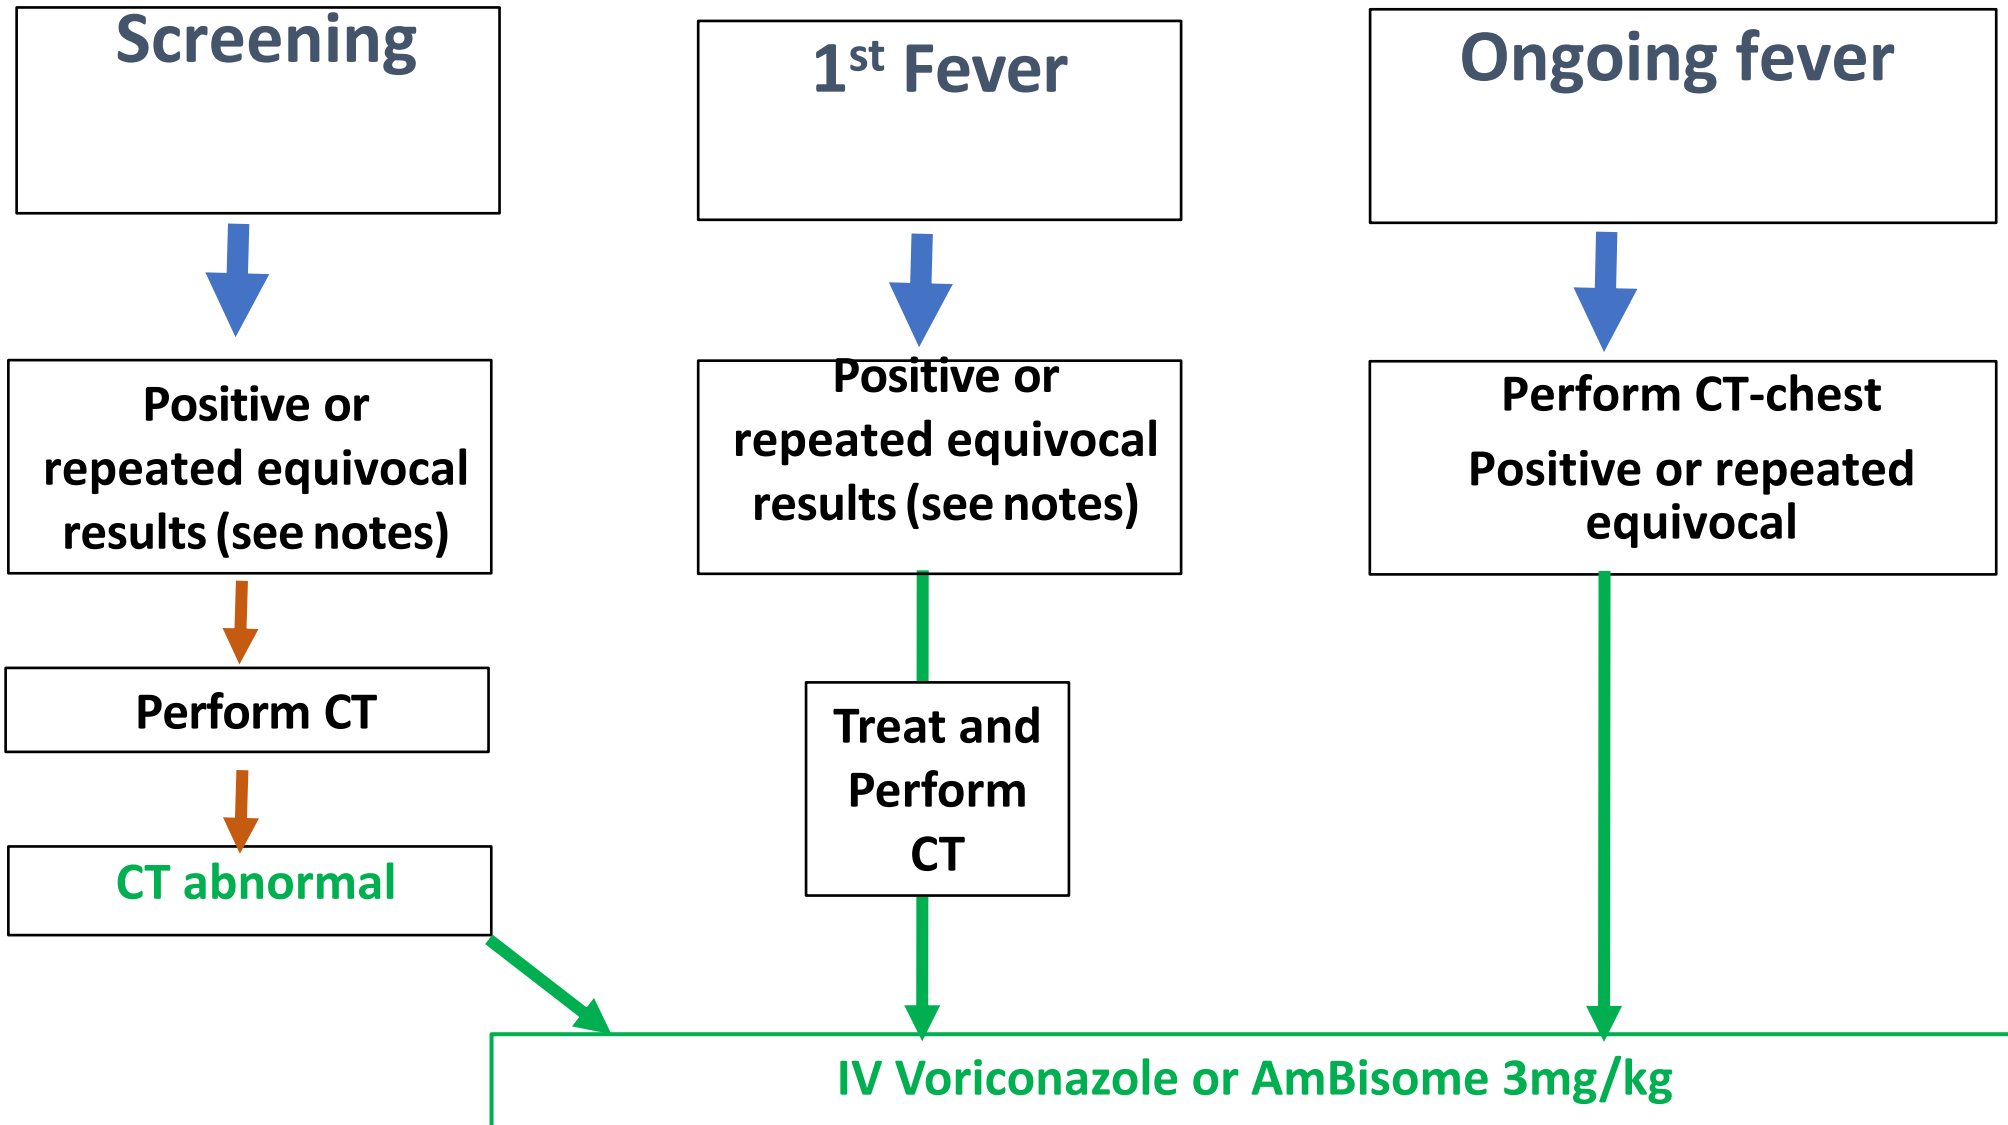 Screening
1st Fever
Ongoing fever
Positive or
repeated equivocal
results (see notes)
Positive or
repeated equivocal
results (see notes)
Perform CT-chest
Positive or repeated
equivocal
Perform CT
Treat and
Perform
CT
CT abnormal
IV Voriconazole or AmBisome 3mg/kg